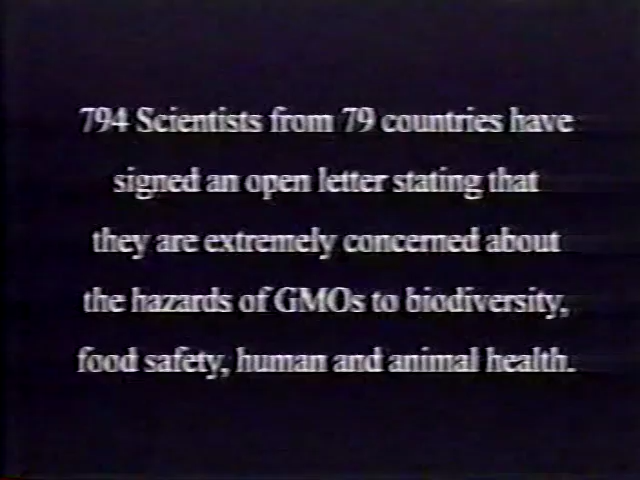 794 Scientists from 79 countries have
signed an open letter stating that
they are extremely concerned about
the hazards of GMOs to biodiversity,
food safety, human and animal health.